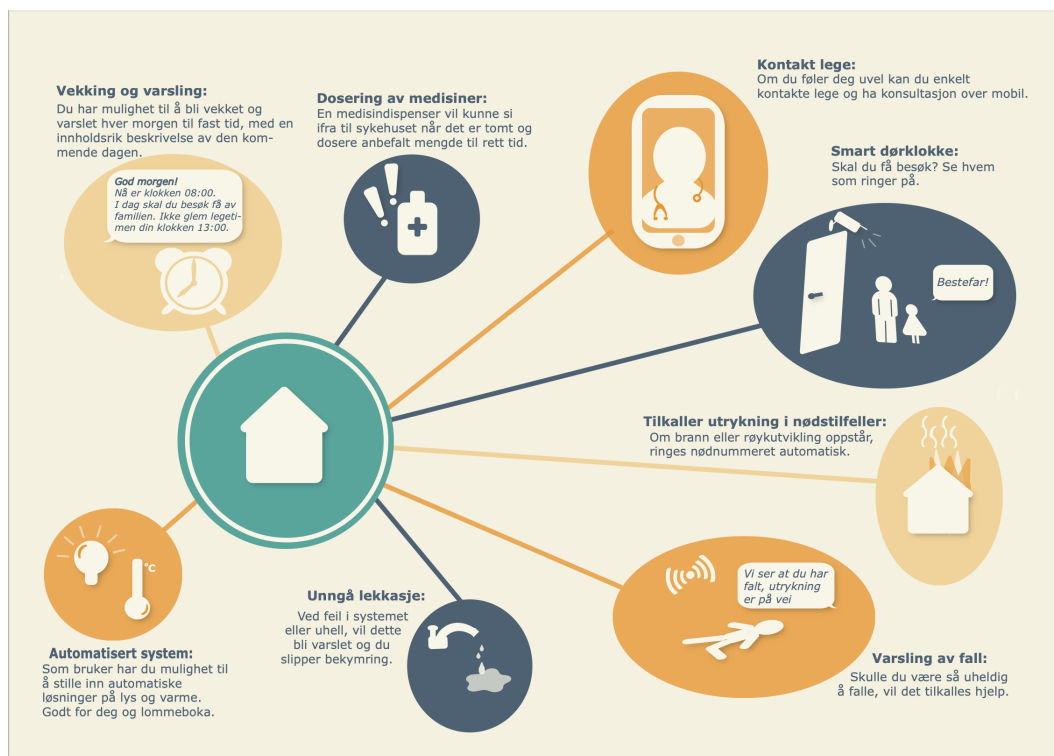 Vekking og varsling:
Du har mulighet til å bli vekket og
varslet hver morgen til fast tid, med en
innholdsrik beskrivelse av den kom-
mende dagen.
God morgen!
Nå er klokken 08:00.
I dag skal du besøk få av
familien. Ikke glem legeti-
men din klokken 13:00.
Dosering av medisiner:
En medisindispenser vil kunne si
ifra til sykehuset når det er tomt og
dosere anbefalt mengde til rett tid.
Kontakt lege:
Om du føler deg uvel kan du enkelt
kontakte lege og ha konsultasjon over mobil.
Smart dørklokke:
Skal du få besøk? Se hvem
som ringer på.
Bestefar!
Tilkaller utrykning i nødstilfeller:
Om brann eller røykutvikling oppstår,
ringes nødnummeret automatisk.
Vi ser at du har
falt, utrykning
er på vei
Varsling av fall:
Skulle du være så uheldig
å falle, vil det tilkalles hjelp.
Unngå lekkasje:
Ved feil i systemet
eller uhell, vil dette
bli varslet og du
slipper bekymring.
°C
Automatisert system:
Som bruker har du mulighet til
å stille inn automatiske
løsninger på lys og varme.
Godt for deg og lommeboka.